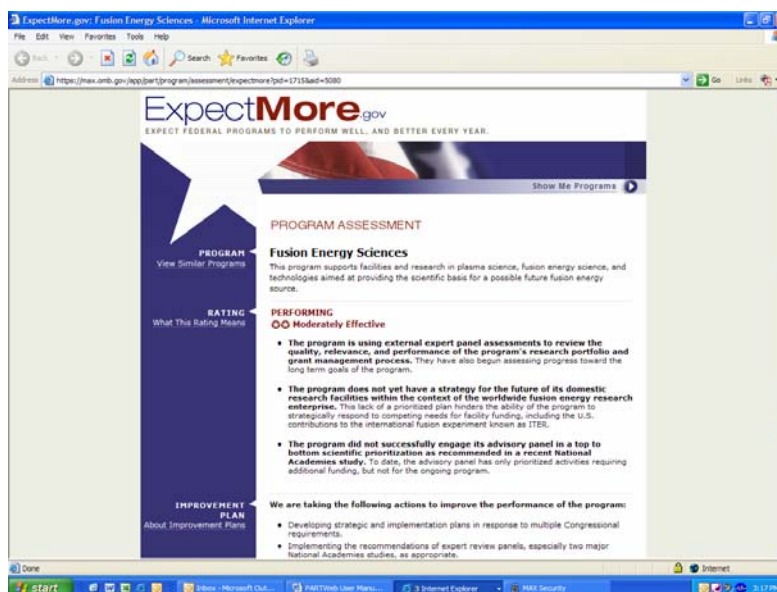 ExpectMore.gov: Fusion Energy Sciences - Microsoft Internet Explorer
File Edit View Favorites Tools Help
Back Search Favorites
Address https://max.omb.gov/app/part/program/assessment/expectmore?pid=1715&aid=5080 Go Links
ExpectMore.gov
EXPECT FEDERAL PROGRAMS TO PERFORM WELL, AND BETTER EVERY YEAR.
Show Me Programs
PROGRAM ASSESSMENT
PROGRAM
View Similar Programs
Fusion Energy Sciences
This program supports facilities and research in plasma science, fusion energy science, and
technologies aimed at providing the scientific basis for a possible future fusion energy
source.
RATING
What This Rating Means
PERFORMING
Moderately Effective
• The program is using external expert panel assessments to review the
quality, relevance, and performance of the program's research portfolio and
grant management process. They have also begun assessing progress toward the
long term goals of the program.
• The program does not yet have a strategy for the future of its domestic
research facilities within the context of the worldwide fusion energy research
enterprise. This lack of a prioritized plan hinders the ability of the program to
strategically respond to competing needs for facility funding, including the U.S.
contributions to the international fusion experiment known as ITER.
• The program did not successfully engage its advisory panel in a top to
bottom scientific prioritization as recommended in a recent National
Academies study. To date, the advisory panel has only prioritized activities requiring
additional funding, but not for the ongoing program.
IMPROVEMENT
PLAN
About Improvement Plans
We are taking the following actions to improve the performance of the program:
• Developing strategic and implementation plans in response to multiple Congressional
requirements.
• Implementing the recommendations of expert review panels, especially two major
National Academies studies, as appropriate.
Done Internet
start Inbox - Microsoft Out... PARTWeb User Manu... 3 Internet Explorer MAX Security 3:17 PM